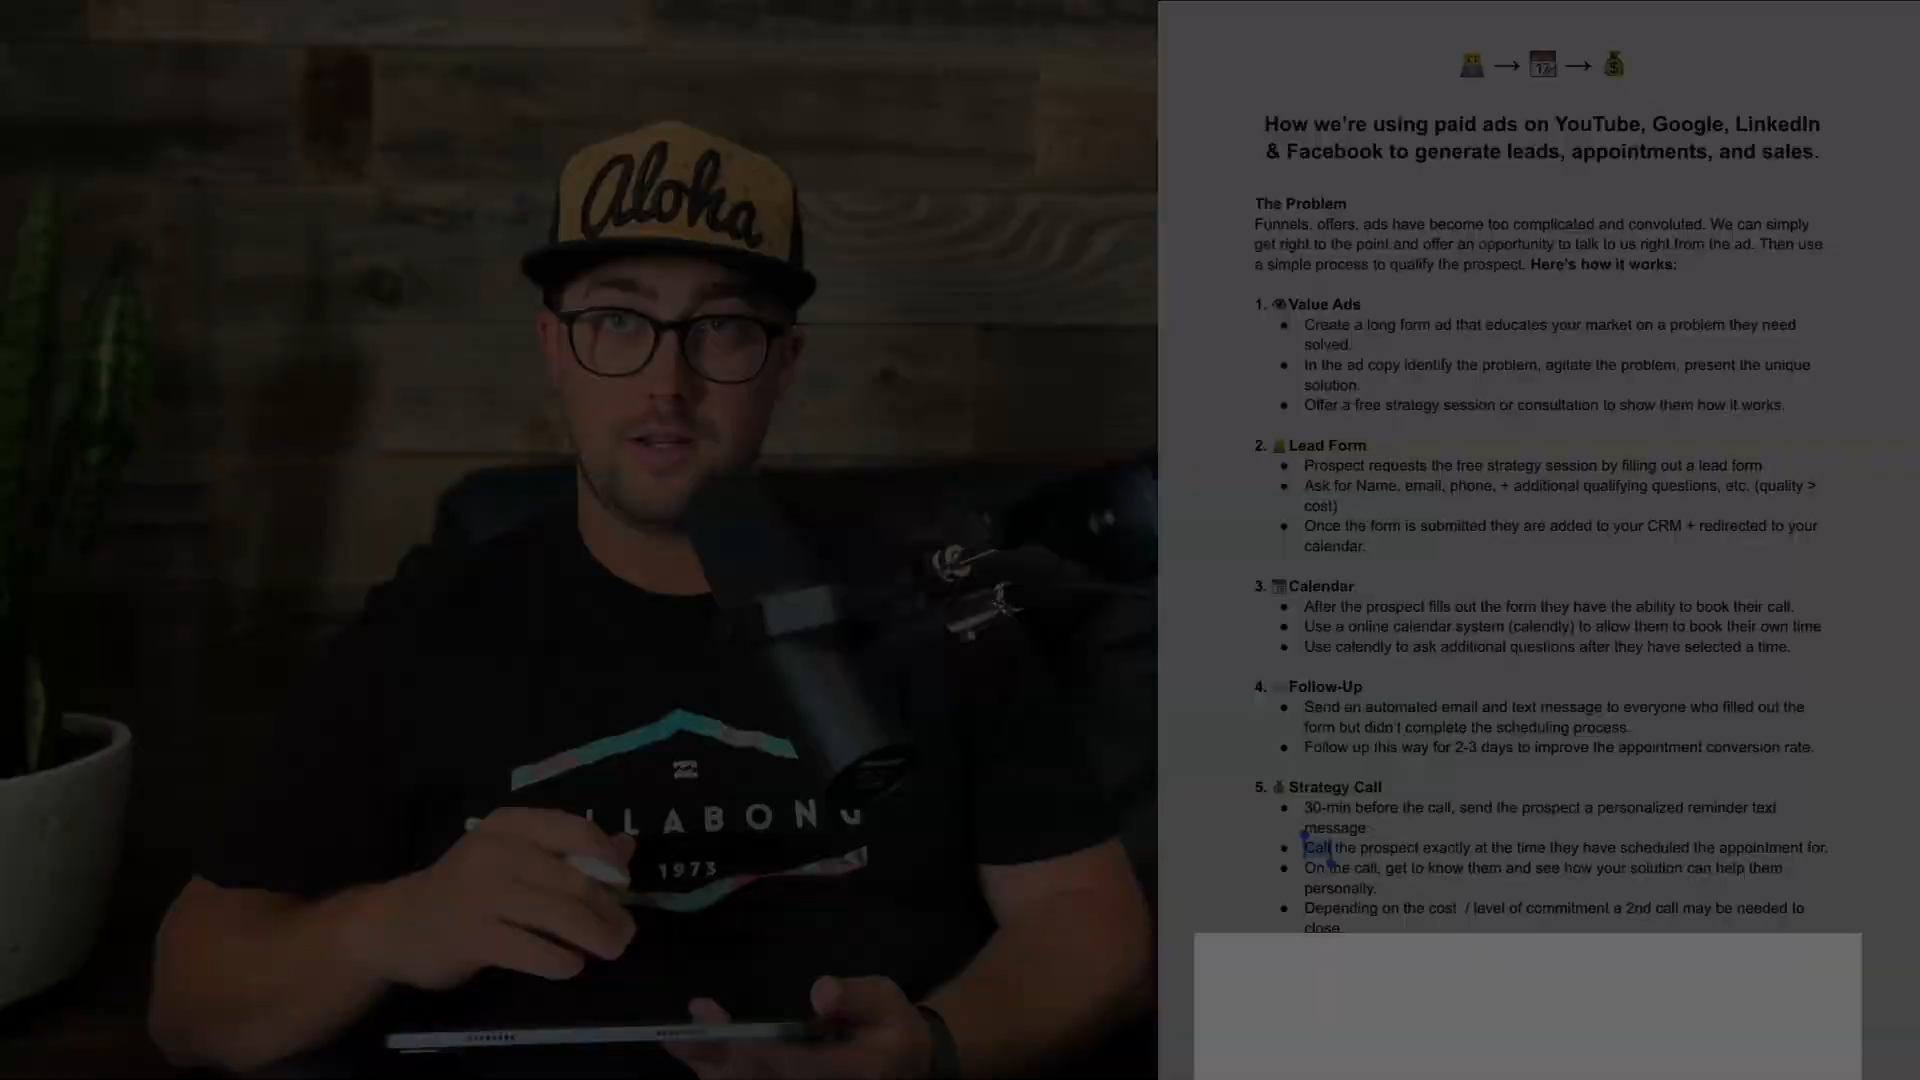 Aloha
BILLABONG
1973
17
How we're using paid ads on YouTube, Google, LinkedIn
& Facebook to generate leads, appointments, and sales.
The Problem
Funnels, offers, ads have become too complicated and convoluted. We can simply
get right to the point and offer an opportunity to talk to us right from the ad. Then use
a simple process to qualify the prospect. Here's how it works:
1. Value Ads
● Create a long form ad that educates your market on a problem they need
solved.
● In the ad copy identify the problem, agitate the problem, present the unique
solution.
● Offer a free strategy session or consultation to show them how it works.
2. Lead Form
● Prospect requests the free strategy session by filling out a lead form
● Ask for Name, email, phone, + additional qualifying questions, etc. (quality >
cost)
● Once the form is submitted they are added to your CRM + redirected to your
calendar.
3. Calendar
● After the prospect fills out the form they have the ability to book their call.
● Use a online calendar system (calendly) to allow them to book their own time
● Use calendly to ask additional questions after they have selected a time.
4. Follow-Up
● Send an automated email and text message to everyone who filled out the
form but didn't complete the scheduling process.
● Follow up this way for 2-3 days to improve the appointment conversion rate.
5. Strategy Call
● 30-min before the call, send the prospect a personalized reminder text
message
● Call the prospect exactly at the time they have scheduled the appointment for.
● On the call, get to know them and see how your solution can help them
personally.
● Depending on the cost / level of commitment a 2nd call may be needed to
close.